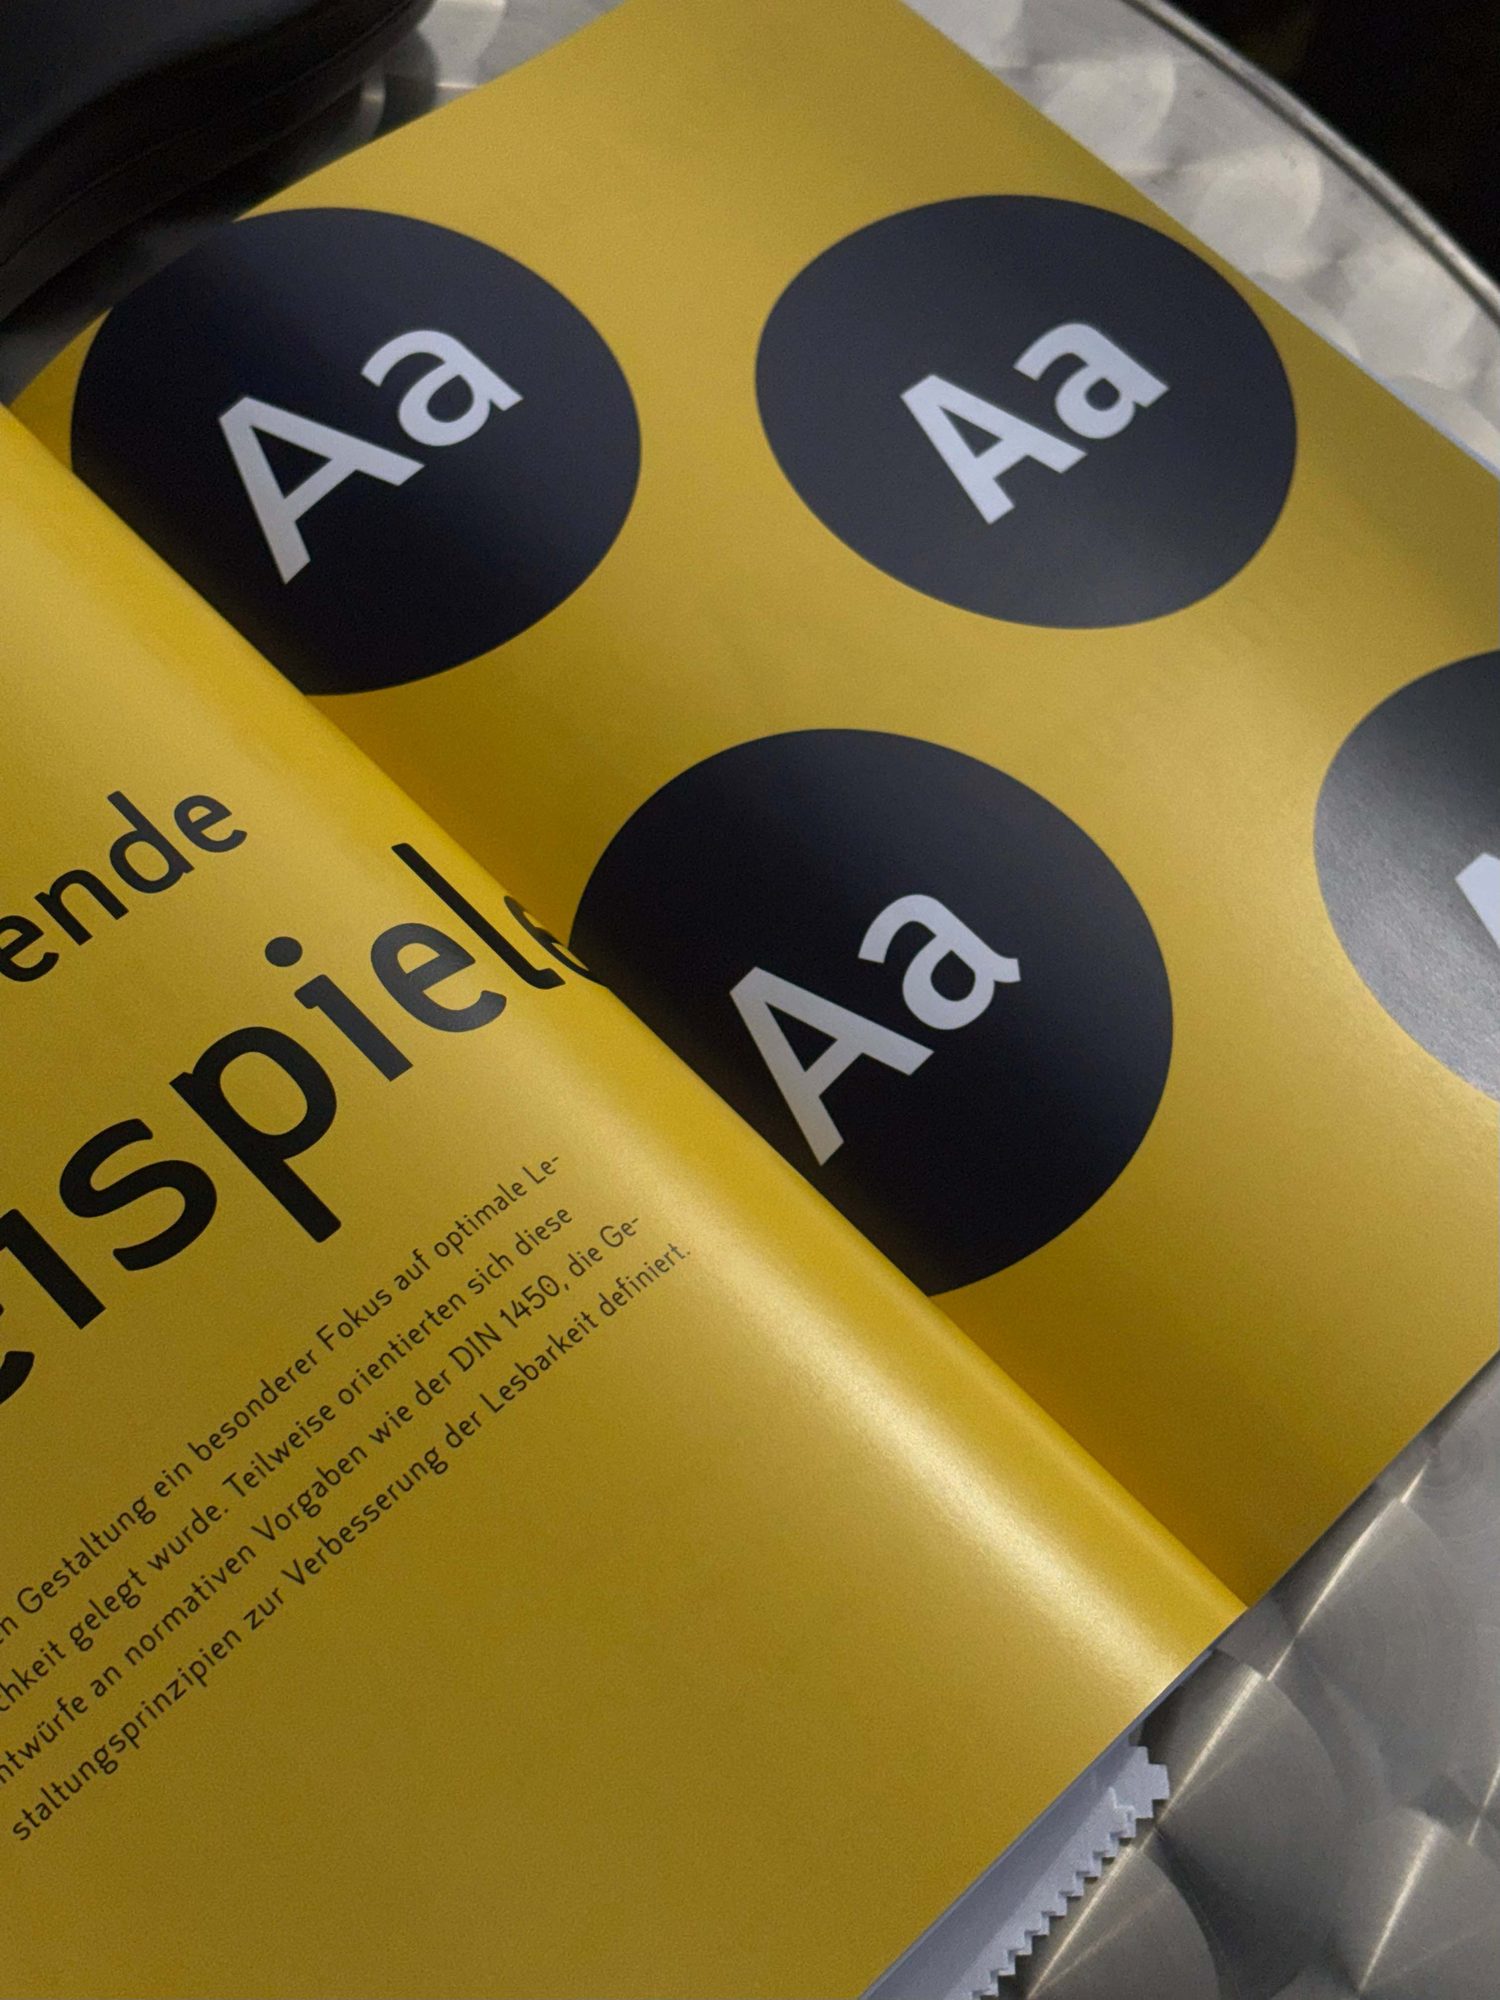 ende
eispiele
n Gestaltung ein besonderer Fokus auf optimale Le-
chkeit gelegt wurde. Teilweise orientierten sich diese
ntwürfe an normativen Vorgaben wie der DIN 1450, die Ge-
staltungsprinzipien zur Verbesserung der Lesbarkeit definiert.
Aa
Aa
Aa
A